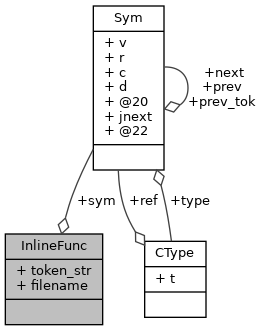 Sym
+ v
+ r
+ c
+ d
+ @20
+ jnext
+ @22
+next
+prev
+prev_tok
+sym
+ref
+type
InlineFunc
+ token_str
+ filename
CType
+ t